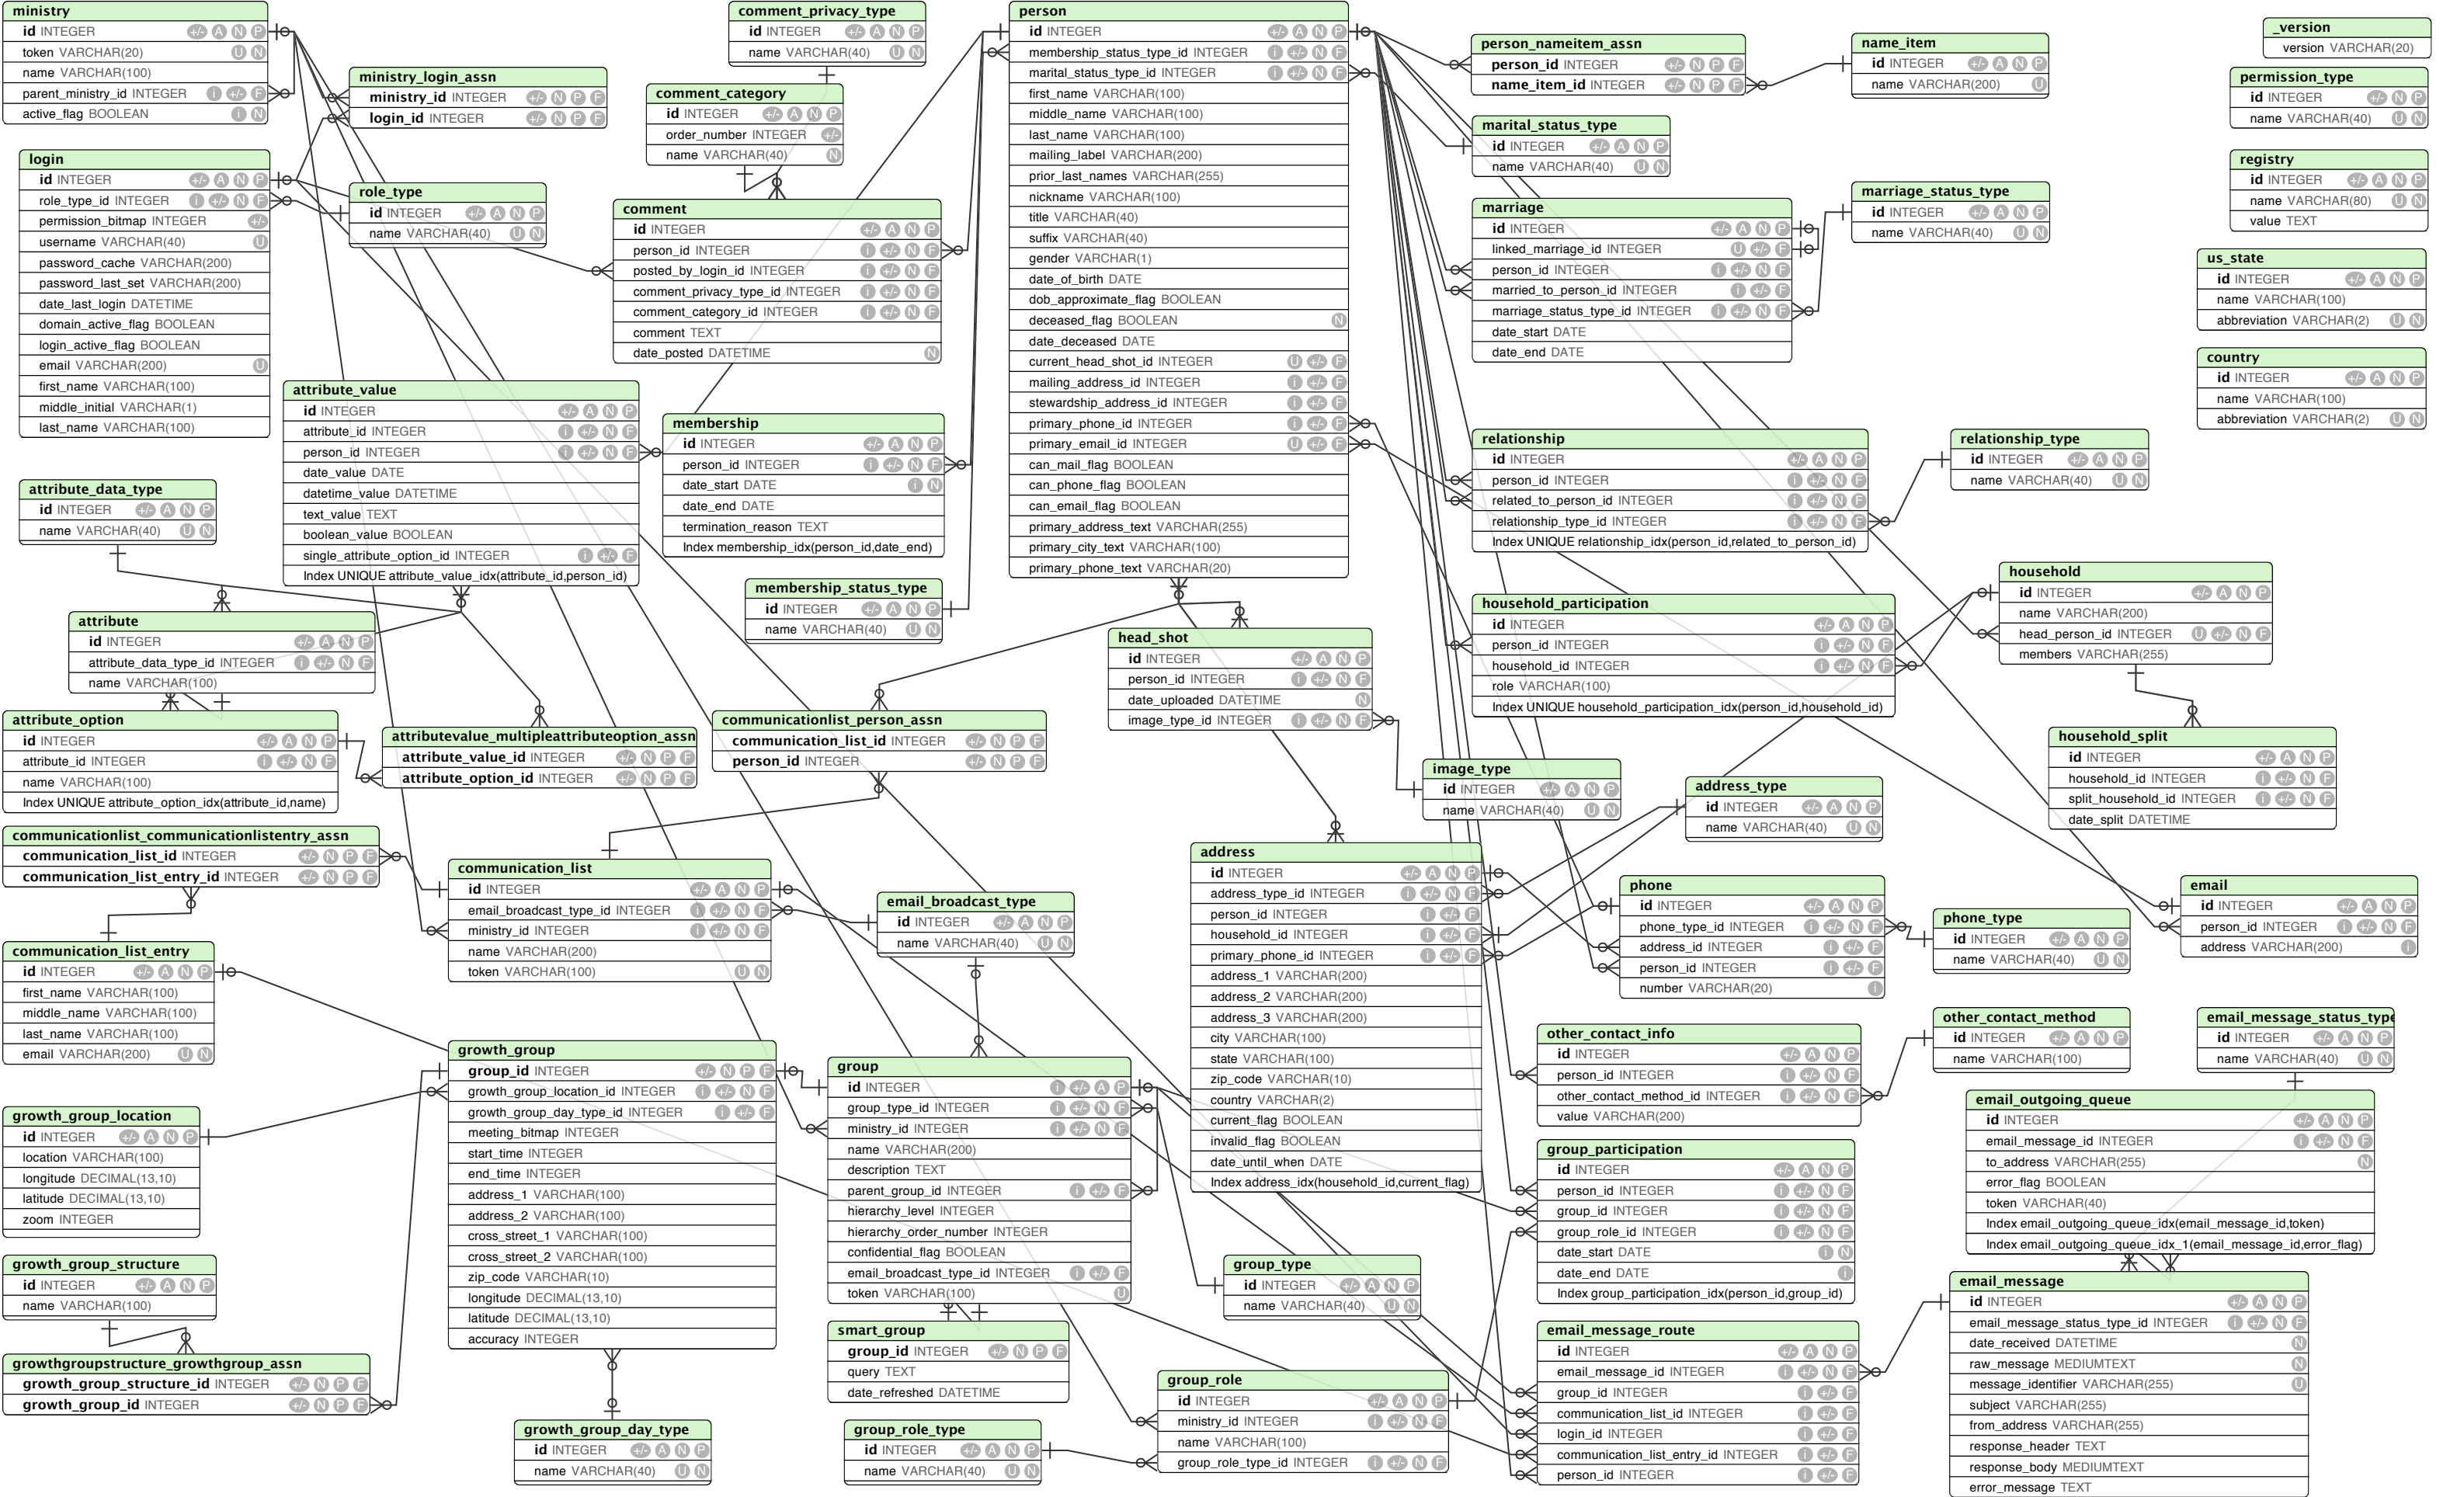 ministry
id INTEGER +/- A N P
token VARCHAR(20) U N
name VARCHAR(100)
parent_ministry_id INTEGER i +/- F
active_flag BOOLEAN i N
ministry_login_assn
ministry_id INTEGER +/- N P F
login_id INTEGER +/- N P F
login
id INTEGER +/- A N P
role_type_id INTEGER i +/- N F
permission_bitmap INTEGER +/-
username VARCHAR(40) U
password_cache VARCHAR(200)
password_last_set VARCHAR(200)
date_last_login DATETIME
domain_active_flag BOOLEAN
login_active_flag BOOLEAN
email VARCHAR(200) U
first_name VARCHAR(100)
middle_initial VARCHAR(1)
last_name VARCHAR(100)
role_type
id INTEGER +/- A N P
name VARCHAR(40) U N
comment_privacy_type
id INTEGER +/- A N P
name VARCHAR(40) U N
comment_category
id INTEGER +/- A N P
order_number INTEGER +/-
name VARCHAR(40) N
comment
id INTEGER +/- A N P
person_id INTEGER i +/- N F
posted_by_login_id INTEGER i +/- N F
comment_privacy_type_id INTEGER i +/- N F
comment_category_id INTEGER i +/- N F
comment TEXT
date_posted DATETIME N
attribute_value
id INTEGER +/- A N P
attribute_id INTEGER i +/- N F
person_id INTEGER i +/- N F
date_value DATE
datetime_value DATETIME
text_value TEXT
boolean_value BOOLEAN
single_attribute_option_id INTEGER i +/- F
Index UNIQUE attribute_value_idx(attribute_id,person_id)
membership
id INTEGER +/- A N P
person_id INTEGER i +/- N F
date_start DATE i N
date_end DATE
termination_reason TEXT
Index membership_idx(person_id,date_end)
membership_status_type
id INTEGER +/- A N P
name VARCHAR(40) U N
attribute_data_type
id INTEGER +/- A N P
name VARCHAR(40) U N
attribute
id INTEGER +/- A N P
attribute_data_type_id INTEGER i +/- N F
name VARCHAR(100)
attribute_option
id INTEGER +/- A N P
attribute_id INTEGER i +/- N F
name VARCHAR(100)
Index UNIQUE attribute_option_idx(attribute_id,name)
attributevalue_multipleattributeoption_assn
attribute_value_id INTEGER +/- N P F
attribute_option_id INTEGER +/- N P F
communicationlist_person_assn
communication_list_id INTEGER +/- N P F
person_id INTEGER +/- N P F
communicationlist_communicationlistentry_assn
communication_list_id INTEGER +/- N P F
communication_list_entry_id INTEGER +/- N P F
communication_list
id INTEGER +/- A N P
email_broadcast_type_id INTEGER i +/- N F
ministry_id INTEGER i +/- N F
name VARCHAR(200)
token VARCHAR(100) U N
email_broadcast_type
id INTEGER +/- A N P
name VARCHAR(40) U N
communication_list_entry
id INTEGER +/- A N P
first_name VARCHAR(100)
middle_name VARCHAR(100)
last_name VARCHAR(100)
email VARCHAR(200) U N
growth_group_location
id INTEGER +/- A N P
location VARCHAR(100)
longitude DECIMAL(13,10)
latitude DECIMAL(13,10)
zoom INTEGER
growth_group_structure
id INTEGER +/- A N P
name VARCHAR(100)
growthgroupstructure_growthgroup_assn
growth_group_structure_id INTEGER +/- N P F
growth_group_id INTEGER +/- N P F
growth_group
group_id INTEGER +/- N P F
growth_group_location_id INTEGER i +/- N F
growth_group_day_type_id INTEGER i +/- F
meeting_bitmap INTEGER
start_time INTEGER
end_time INTEGER
address_1 VARCHAR(100)
address_2 VARCHAR(100)
cross_street_1 VARCHAR(100)
cross_street_2 VARCHAR(100)
zip_code VARCHAR(10)
longitude DECIMAL(13,10)
latitude DECIMAL(13,10)
accuracy INTEGER
growth_group_day_type
id INTEGER +/- A N P
name VARCHAR(40) U N
group
id INTEGER i +/- A P
group_type_id INTEGER i +/- N F
ministry_id INTEGER i +/- N F
name VARCHAR(200)
description TEXT
parent_group_id INTEGER i +/- F
hierarchy_level INTEGER
hierarchy_order_number INTEGER
confidential_flag BOOLEAN
email_broadcast_type_id INTEGER i +/- F
token VARCHAR(100) U
smart_group
group_id INTEGER +/- N P F
query TEXT
date_refreshed DATETIME
group_role_type
id INTEGER +/- A N P
name VARCHAR(40) U N
group_role
id INTEGER +/- A N P
ministry_id INTEGER i +/- N F
name VARCHAR(100)
group_role_type_id INTEGER i +/- N F
group_type
id INTEGER +/- A N P
name VARCHAR(40) U N
person
id INTEGER +/- A N P
membership_status_type_id INTEGER i +/- N F
marital_status_type_id INTEGER i +/- N F
first_name VARCHAR(100)
middle_name VARCHAR(100)
last_name VARCHAR(100)
mailing_label VARCHAR(200)
prior_last_names VARCHAR(255)
nickname VARCHAR(100)
title VARCHAR(40)
suffix VARCHAR(40)
gender VARCHAR(1)
date_of_birth DATE
dob_approximate_flag BOOLEAN
deceased_flag BOOLEAN N
date_deceased DATE
current_head_shot_id INTEGER U +/- F
mailing_address_id INTEGER i +/- F
stewardship_address_id INTEGER i +/- F
primary_phone_id INTEGER i +/- F
primary_email_id INTEGER U +/- F
can_mail_flag BOOLEAN
can_phone_flag BOOLEAN
can_email_flag BOOLEAN
primary_address_text VARCHAR(255)
primary_city_text VARCHAR(100)
primary_phone_text VARCHAR(20)
head_shot
id INTEGER +/- A N P
person_id INTEGER i +/- N F
date_uploaded DATETIME N
image_type_id INTEGER i +/- N F
image_type
id INTEGER +/- A N P
name VARCHAR(40) U N
address_type
id INTEGER +/- A N P
name VARCHAR(40) U N
address
id INTEGER +/- A N P
address_type_id INTEGER i +/- N F
person_id INTEGER i +/- F
household_id INTEGER i +/- F
primary_phone_id INTEGER i +/- F
address_1 VARCHAR(200)
address_2 VARCHAR(200)
address_3 VARCHAR(200)
city VARCHAR(100)
state VARCHAR(100)
zip_code VARCHAR(10)
country VARCHAR(2)
current_flag BOOLEAN
invalid_flag BOOLEAN
date_until_when DATE
Index address_idx(household_id,current_flag)
person_nameitem_assn
person_id INTEGER +/- N P F
name_item_id INTEGER +/- N P F
name_item
id INTEGER +/- A N P
name VARCHAR(200) U
marital_status_type
id INTEGER +/- A N P
name VARCHAR(40) U N
marriage
id INTEGER +/- A N P
linked_marriage_id INTEGER U +/- F
person_id INTEGER i +/- N F
married_to_person_id INTEGER i +/- F
marriage_status_type_id INTEGER i +/- N F
date_start DATE
date_end DATE
marriage_status_type
id INTEGER +/- A N P
name VARCHAR(40) U N
relationship
id INTEGER +/- A N P
person_id INTEGER i +/- N F
related_to_person_id INTEGER i +/- N F
relationship_type_id INTEGER i +/- N F
Index UNIQUE relationship_idx(person_id,related_to_person_id)
relationship_type
id INTEGER +/- A N P
name VARCHAR(40) U N
household_participation
id INTEGER +/- A N P
person_id INTEGER i +/- N F
household_id INTEGER i +/- N F
role VARCHAR(100)
Index UNIQUE household_participation_idx(person_id,household_id)
household
id INTEGER +/- A N P
name VARCHAR(200)
head_person_id INTEGER U +/- N F
members VARCHAR(255)
household_split
id INTEGER +/- A N P
household_id INTEGER i +/- N F
split_household_id INTEGER i +/- N F
date_split DATETIME
phone
id INTEGER +/- A N P
phone_type_id INTEGER i +/- N F
address_id INTEGER i +/- F
person_id INTEGER i +/- F
number VARCHAR(20) i
phone_type
id INTEGER +/- A N P
name VARCHAR(40) U N
email
id INTEGER +/- A N P
person_id INTEGER i +/- N F
address VARCHAR(200) i
other_contact_info
id INTEGER +/- A N P
person_id INTEGER i +/- N F
other_contact_method_id INTEGER i +/- N F
value VARCHAR(200)
other_contact_method
id INTEGER +/- A N P
name VARCHAR(100)
email_message_status_type
id INTEGER +/- A N P
name VARCHAR(40) U N
group_participation
id INTEGER +/- A N P
person_id INTEGER i +/- N F
group_id INTEGER i +/- N F
group_role_id INTEGER i +/- N F
date_start DATE i N
date_end DATE i
Index group_participation_idx(person_id,group_id)
email_outgoing_queue
id INTEGER +/- A N P
email_message_id INTEGER i +/- N F
to_address VARCHAR(255) N
error_flag BOOLEAN
token VARCHAR(40)
Index email_outgoing_queue_idx(email_message_id,token)
Index email_outgoing_queue_idx_1(email_message_id,error_flag)
email_message_route
id INTEGER +/- A N P
email_message_id INTEGER i +/- N F
group_id INTEGER i +/- F
communication_list_id INTEGER i +/- F
login_id INTEGER i +/- F
communication_list_entry_id INTEGER i +/- F
person_id INTEGER i +/- F
email_message
id INTEGER +/- A N P
email_message_status_type_id INTEGER i +/- N F
date_received DATETIME N
raw_message MEDIUMTEXT N
message_identifier VARCHAR(255) U
subject VARCHAR(255)
from_address VARCHAR(255)
response_header TEXT
response_body MEDIUMTEXT
error_message TEXT
_version
version VARCHAR(20)
permission_type
id INTEGER +/- N P
name VARCHAR(40) U N
registry
id INTEGER +/- A N P
name VARCHAR(80) U N
value TEXT
us_state
id INTEGER +/- A N P
name VARCHAR(100)
abbreviation VARCHAR(2) U N
country
id INTEGER +/- A N P
name VARCHAR(100)
abbreviation VARCHAR(2) U N